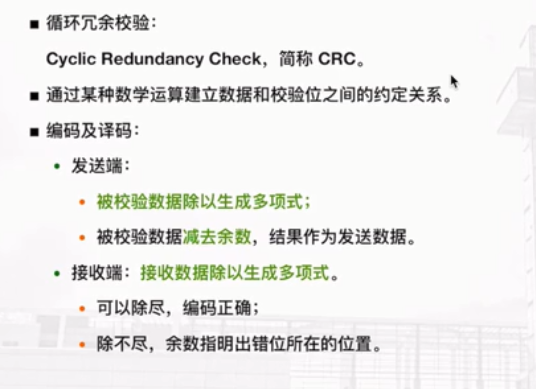 ■ 循环冗余校验：
Cyclic Redundancy Check，简称 CRC。
■ 通过某种数学运算建立数据和校验位之间的约定关系。
■ 编码及译码：
• 发送端：
• 被校验数据除以生成多项式；
• 被校验数据减去余数，结果作为发送数据。
• 接收端：接收数据除以生成多项式。
• 可以除尽，编码正确；
• 除不尽，余数指明出错位所在的位置。